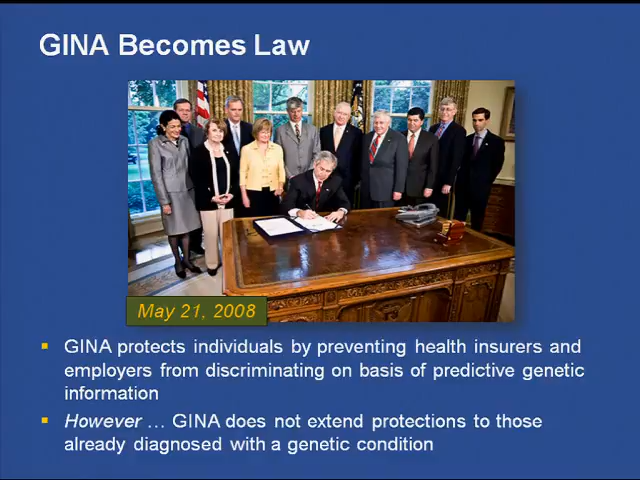 GINA Becomes Law
May 21, 2008
▪ GINA protects individuals by preventing health insurers and
employers from discriminating on basis of predictive genetic
information
▪ However … GINA does not extend protections to those
already diagnosed with a genetic condition